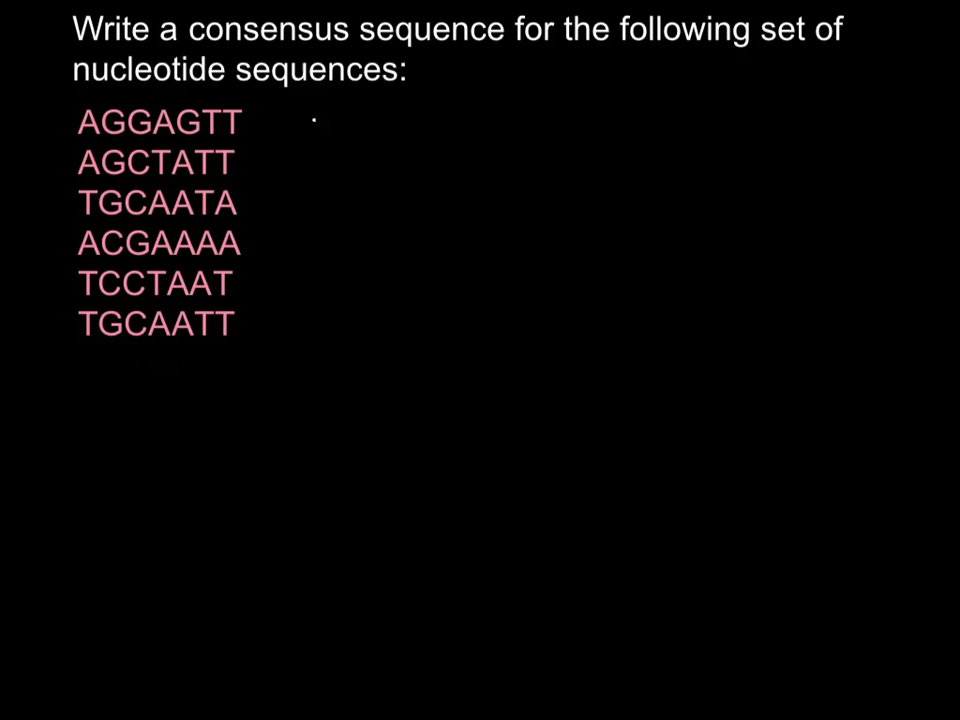 Write a consensus sequence for the following set of
nucleotide sequences:
AGGAGTT
AGCTATT
TGCAATA
ACGAAAA
TCCTAAT
TGCAATT